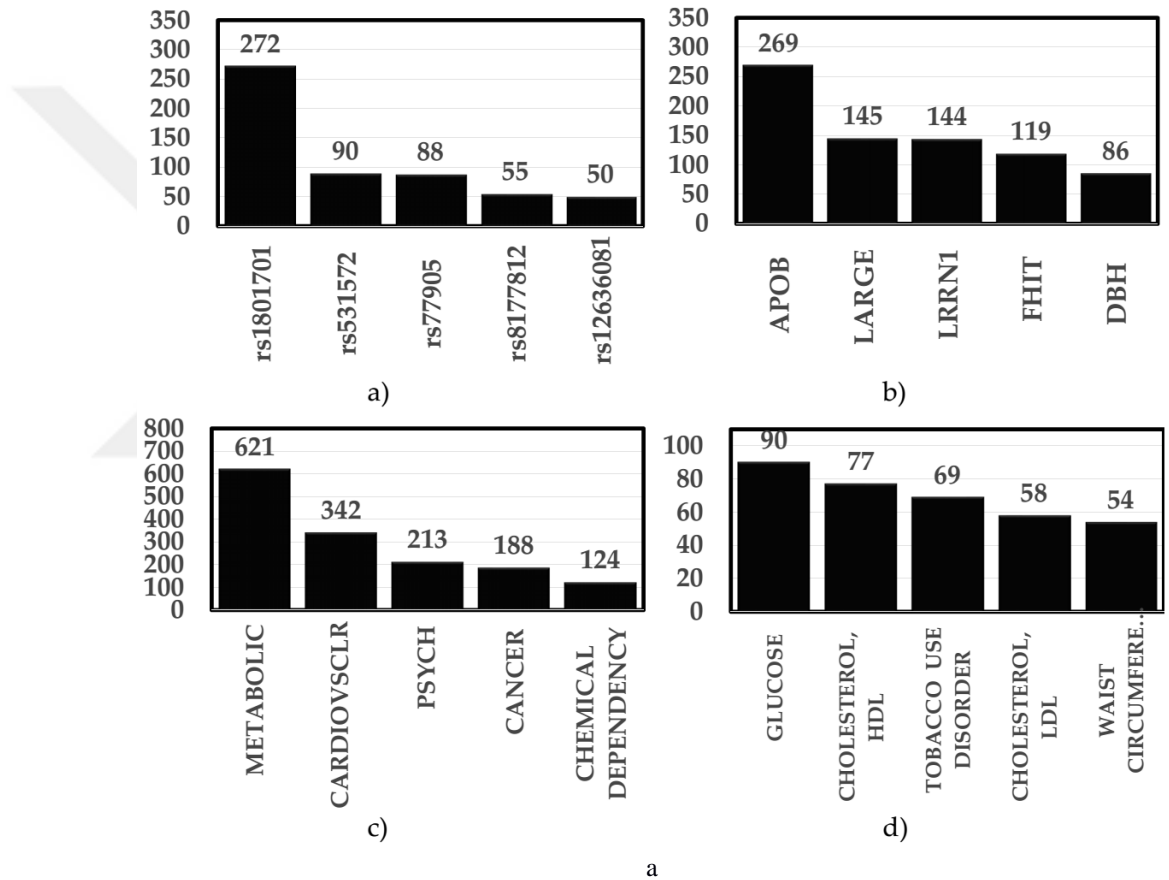 350
300
250
200
150
100
50
0
272
90
88
55
50
rs1801701
rs531572
rs77905
rs8177812
rs12636081
a)
350
300
250
200
150
100
50
0
269
145
144
119
86
APOB
LARGE
LRRN1
FHIT
DBH
b)
800
700
600
500
400
300
200
100
0
621
342
213
188
124
METABOLIC
CARDIOVSCLR
PSYCH
CANCER
CHEMICAL
DEPENDENCY
c)
100
80
60
40
20
0
90
77
69
58
54
GLUCOSE
CHOLESTEROL,
HDL
TOBACCO USE
DISORDER
CHOLESTEROL,
LDL
WAIST
CIRCUMFERE…
d)
a